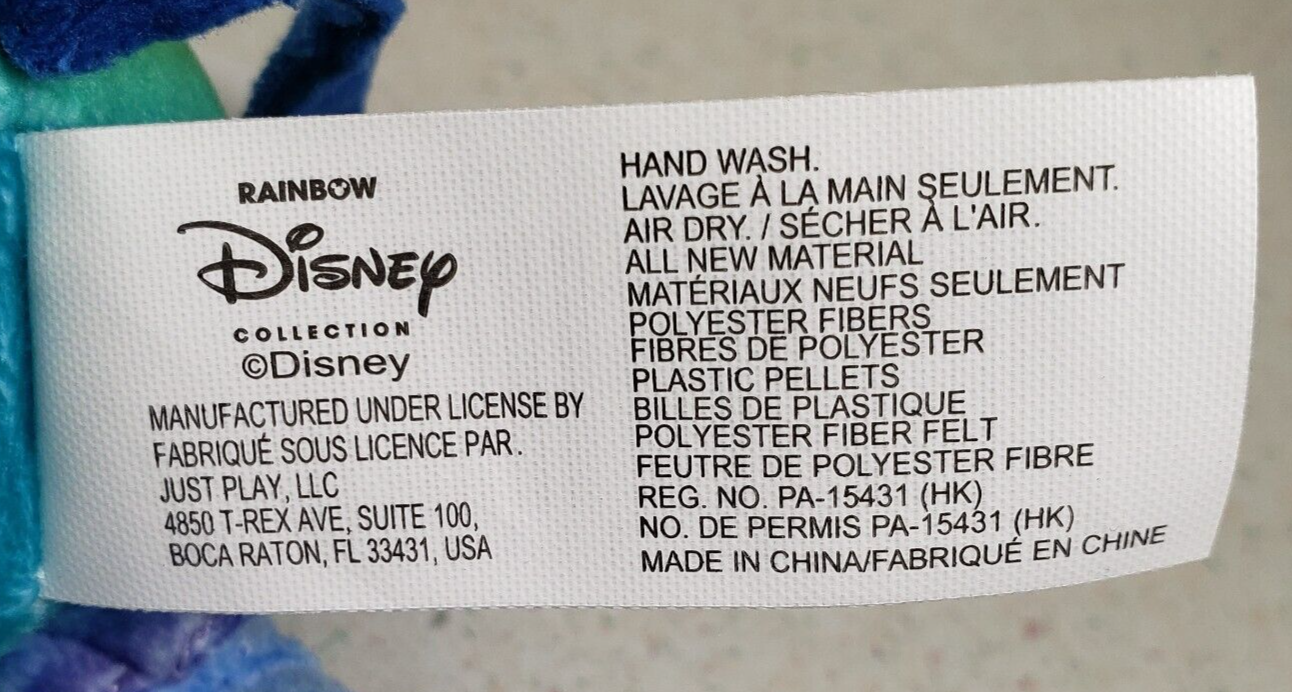 RAINBOW
Disney
COLLECTION
©Disney
MANUFACTURED UNDER LICENSE BY
FABRIQUÉ SOUS LICENCE PAR.
JUST PLAY, LLC
4850 T-REX AVE, SUITE 100,
BOCA RATON, FL 33431, USA
HAND WASH.
LAVAGE À LA MAIN SEULEMENT.
AIR DRY. / SÉCHER À L'AIR.
ALL NEW MATERIAL
MATÉRIAUX NEUFS SEULEMENT
POLYESTER FIBERS
FIBRES DE POLYESTER
PLASTIC PELLETS
BILLES DE PLASTIQUE
POLYESTER FIBER FELT
FEUTRE DE POLYESTER FIBRE
REG. NO. PA-15431 (HK)
NO. DE PERMIS PA-15431 (HK)
MADE IN CHINA/FABRIQUÉ EN CHINE